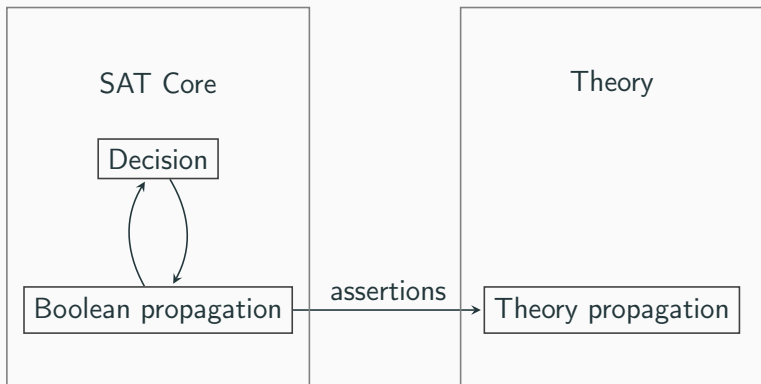 SAT Core
Theory
Decision
assertions
Boolean propagation
Theory propagation